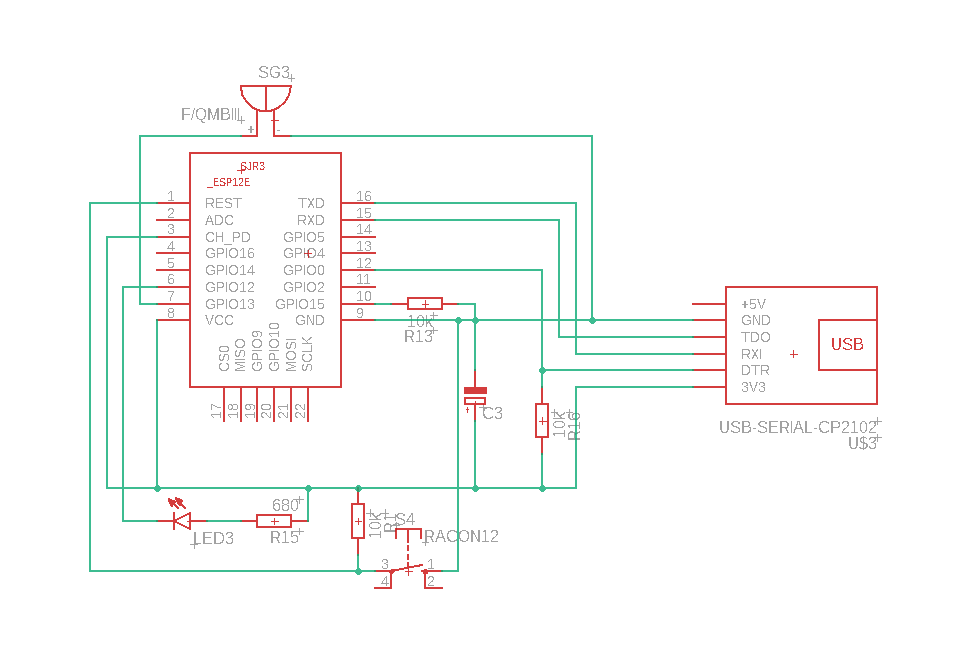 SG3
F/QMBIII
+ -
SJR3
_ESP12E
1 REST TXD 16
2 ADC RXD 15
3 CH_PD GPIO5 14
4 GPIO16 GPIO4 13
5 GPIO14 GPIO0 12
6 GPIO12 GPIO2 11
7 GPIO13 GPIO15 10
8 VCC GND 9
CS0
MISO
GPIO9
GPIO10
MOSI
SCLK
17
18
19
20
21
22
10k
R13
C3
10k
R16
+5V
GND
TDO
RXI
DTR
3V3
USB
USB-SERIAL-CP2102
U$3
LED3
680
R15
10k
S4
RACON12
3 1
4 2